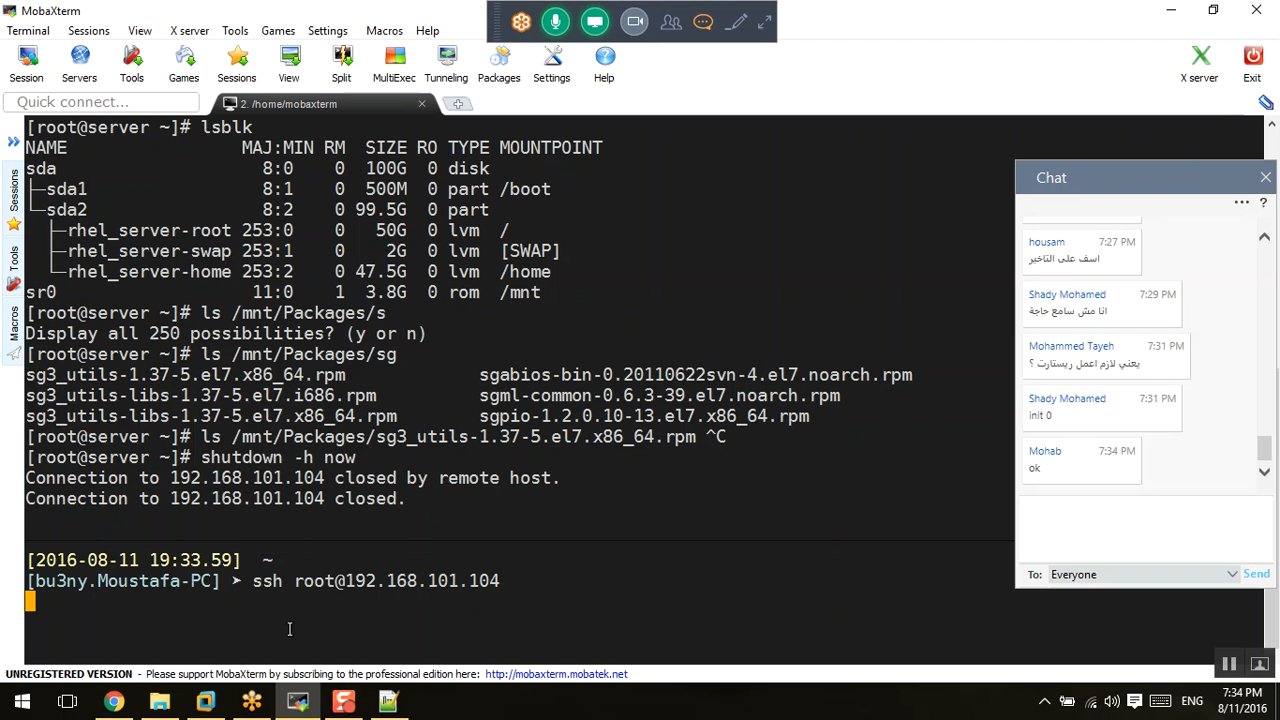 MobaXterm
Terminal Sessions View X server Tools Games Settings Macros Help
Session Servers Tools Games Sessions View Split MultiExec Tunneling Packages Settings Help X server Exit
Quick connect...
2. /home/mobaxterm
Sessions
Tools
Macros
[root@server ~]# lsblk
NAME MAJ:MIN RM SIZE RO TYPE MOUNTPOINT
sda 8:0 0 100G 0 disk
├─sda1 8:1 0 500M 0 part /boot
└─sda2 8:2 0 99.5G 0 part
├─rhel_server-root 253:0 0 50G 0 lvm /
├─rhel_server-swap 253:1 0 2G 0 lvm [SWAP]
└─rhel_server-home 253:2 0 47.5G 0 lvm /home
sr0 11:0 1 3.8G 0 rom /mnt
[root@server ~]# ls /mnt/Packages/s
Display all 250 possibilities? (y or n)
[root@server ~]# ls /mnt/Packages/sg
sg3_utils-1.37-5.el7.x86_64.rpm sgabios-bin-0.20110622svn-4.el7.noarch.rpm
sg3_utils-libs-1.37-5.el7.i686.rpm sgml-common-0.6.3-39.el7.noarch.rpm
sg3_utils-libs-1.37-5.el7.x86_64.rpm sgpio-1.2.0.10-13.el7.x86_64.rpm
[root@server ~]# ls /mnt/Packages/sg3_utils-1.37-5.el7.x86_64.rpm ^C
[root@server ~]# shutdown -h now
Connection to 192.168.101.104 closed by remote host.
Connection to 192.168.101.104 closed.
[2016-08-11 19:33.59] ~
[bu3ny.Moustafa-PC] ➤ ssh root@192.168.101.104
Chat
housam 7:27 PM
اسف على التاخير
Shady Mohamed 7:29 PM
انا مش سامع حاجة
Mohammed Tayeh 7:31 PM
يعني لازم اعمل ريستارت ؟
Shady Mohamed 7:31 PM
init 0
Mohab 7:34 PM
ok
To: Everyone Send
UNREGISTERED VERSION - Please support MobaXterm by subscribing to the professional edition here: http://mobaxterm.mobatek.net
ENG
7:34 PM
8/11/2016